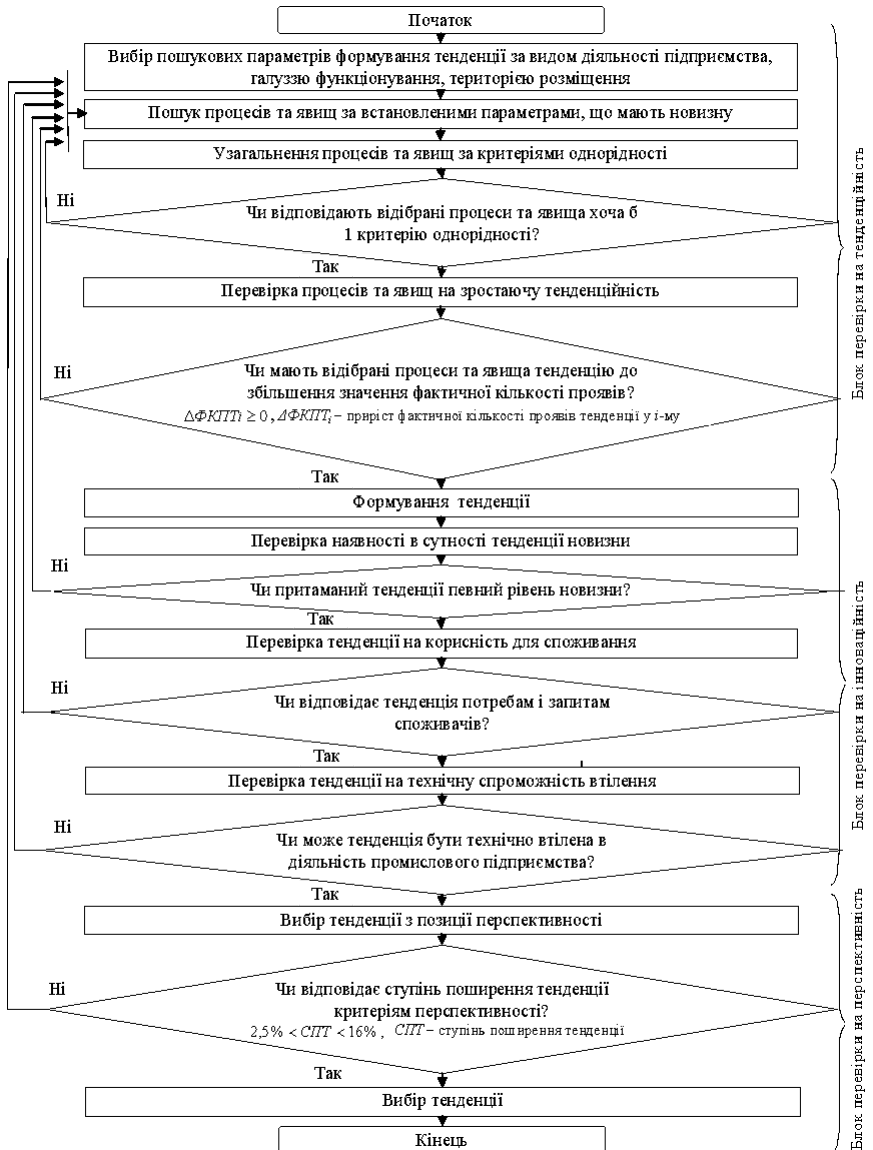 Початок
Вибір пошукових параметрів формування тенденції за видом діяльності підприємства,
галуззю функціонування, територією розміщення
Пошук процесів та явищ за встановленими параметрами, що мають новизну
Узагальнення процесів та явищ за критеріями однорідності
Ні
Чи відповідають відібрані процеси та явища хоча б
1 критерію однорідності?
Так
Перевірка процесів та явищ на зростаючу тенденційність
Ні
Чи мають відібрані процеси та явища тенденцію до
збільшення значення фактичної кількості проявів?
ΔФКПТi ≥ 0 , ΔФКПТi – приріст фактичної кількості проявів тенденції у i-му
Так
Формування тенденції
Перевірка наявності в сутності тенденції новизни
Ні
Чи притаманий тенденції певний рівень новизни?
Так
Перевірка тенденції на корисність для споживання
Ні
Чи відповідає тенденція потребам і запитам
споживачів?
Так
Перевірка тенденції на технічну спроможність втілення
Ні
Чи може тенденція бути технічно втілена в
діяльність промислового підприємства?
Так
Вибір тенденції з позиції перспективності
Ні
Чи відповідає ступінь поширення тенденції
критеріям перспективності?
2,5% < СПТ < 16% , СПТ – ступінь поширення тенденції
Так
Вибір тенденції
Кінець
Блок перевірки на тенденційність
Блок перевірки на інноваційність
Блок перевірки на перспективність